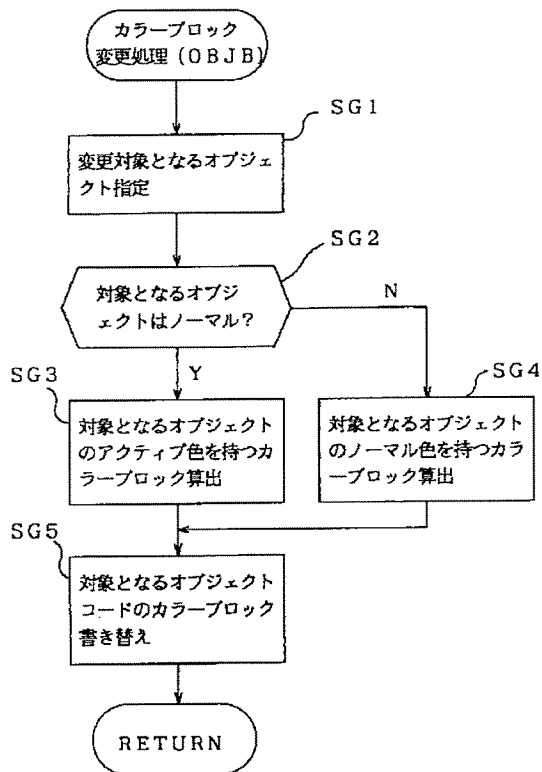 カラーブロック
変更処理(OBJB)
SG1
変更対象となるオブジェ
クト指定
SG2
対象となるオブジ
ェクトはノーマル?
N
Y
SG3
対象となるオブジェクト
のアクティブ色を持つカ
ラーブロック算出
SG4
対象となるオブジェクト
のノーマル色を持つカラ
ーブロック算出
SG5
対象となるオブジェクト
コードのカラーブロック
書き替え
RETURN